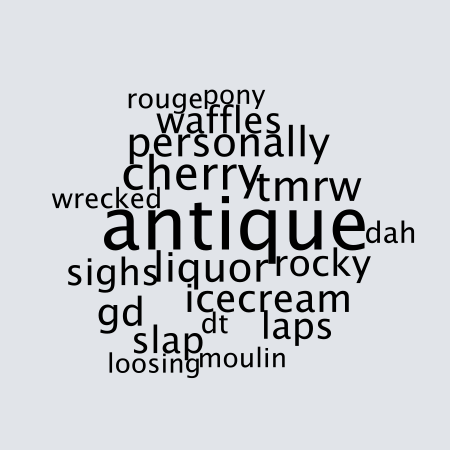 rouge pony
waffles
personally
cherry tmrw
wrecked
antique dah
sighs liquor rocky
icecream
gd dt laps
slap
loosing moulin